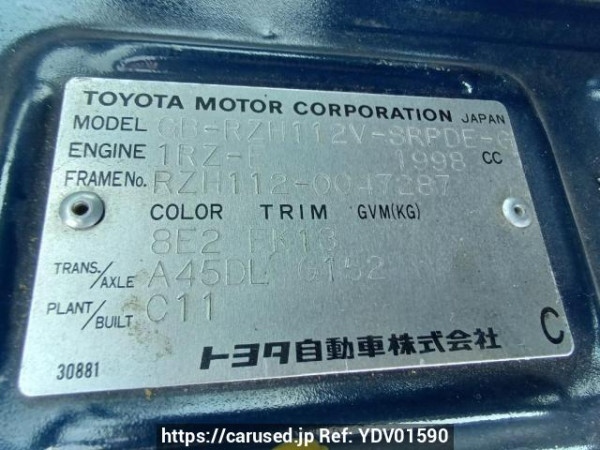 TOYOTA MOTOR CORPORATION JAPAN
MODEL GB-RZH112V-SRPDE-G
ENGINE 1RZ-E 1998 CC
FRAME No. RZH112-0047287
COLOR TRIM GVM(KG)
8E2 FK13
TRANS./AXLE A45DL G152
PLANT/BUILT C11
トヨタ自動車株式会社 C
30881
https://carused.jp Ref: YDV01590